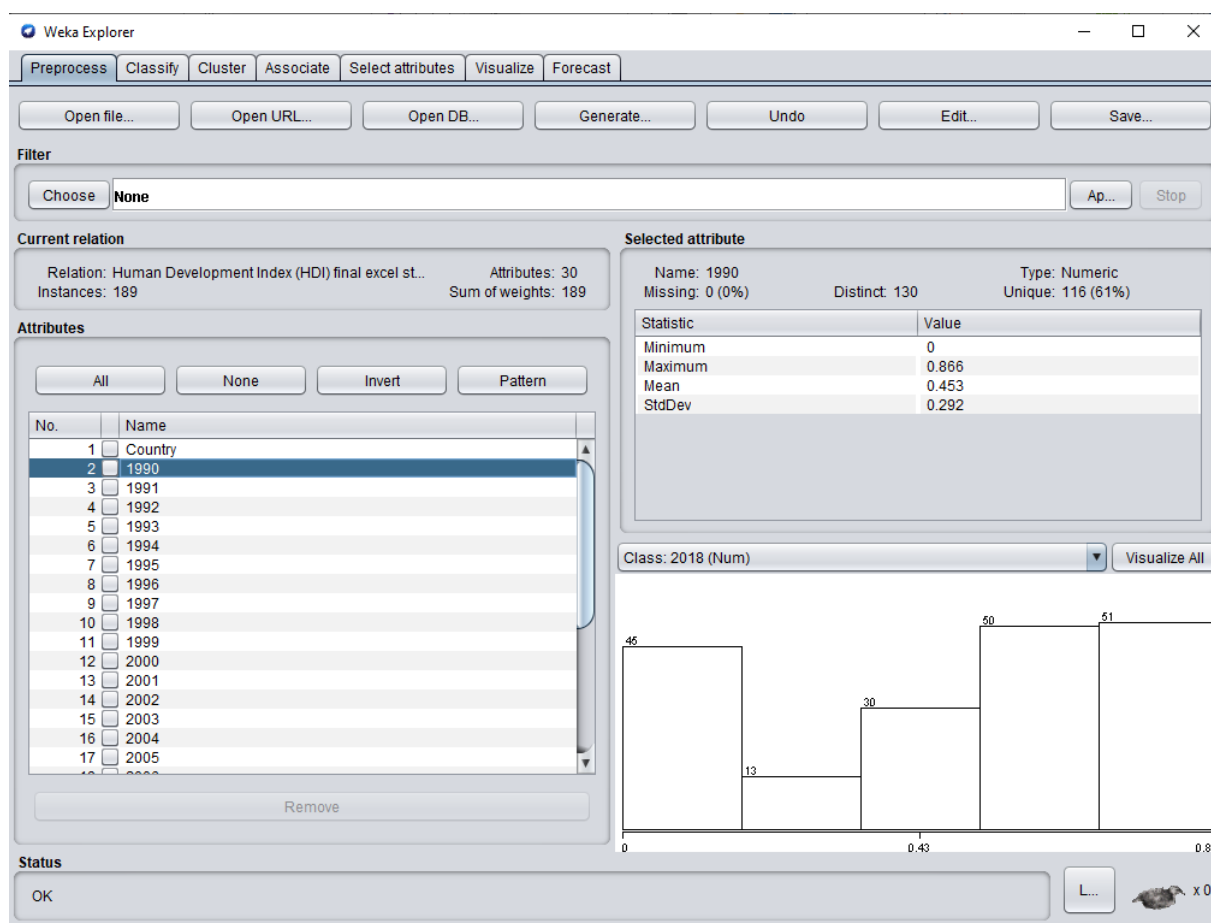 Weka Explorer
Preprocess Classify Cluster Associate Select attributes Visualize Forecast
Open file... Open URL... Open DB... Generate... Undo Edit... Save...
Filter
Choose None Ap... Stop
Current relation
Relation: Human Development Index (HDI) final excel st... Attributes: 30
Instances: 189 Sum of weights: 189
Attributes
All None Invert Pattern
No. Name
1 Country
2 1990
3 1991
4 1992
5 1993
6 1994
7 1995
8 1996
9 1997
10 1998
11 1999
12 2000
13 2001
14 2002
15 2003
16 2004
17 2005
Remove
Selected attribute
Name: 1990 Type: Numeric
Missing: 0 (0%) Distinct: 130 Unique: 116 (61%)
Statistic Value
Minimum 0
Maximum 0.866
Mean 0.453
StdDev 0.292
Class: 2018 (Num) Visualize All
45 13 30 50 51
0 0.43 0.8
Status
OK
L... x 0